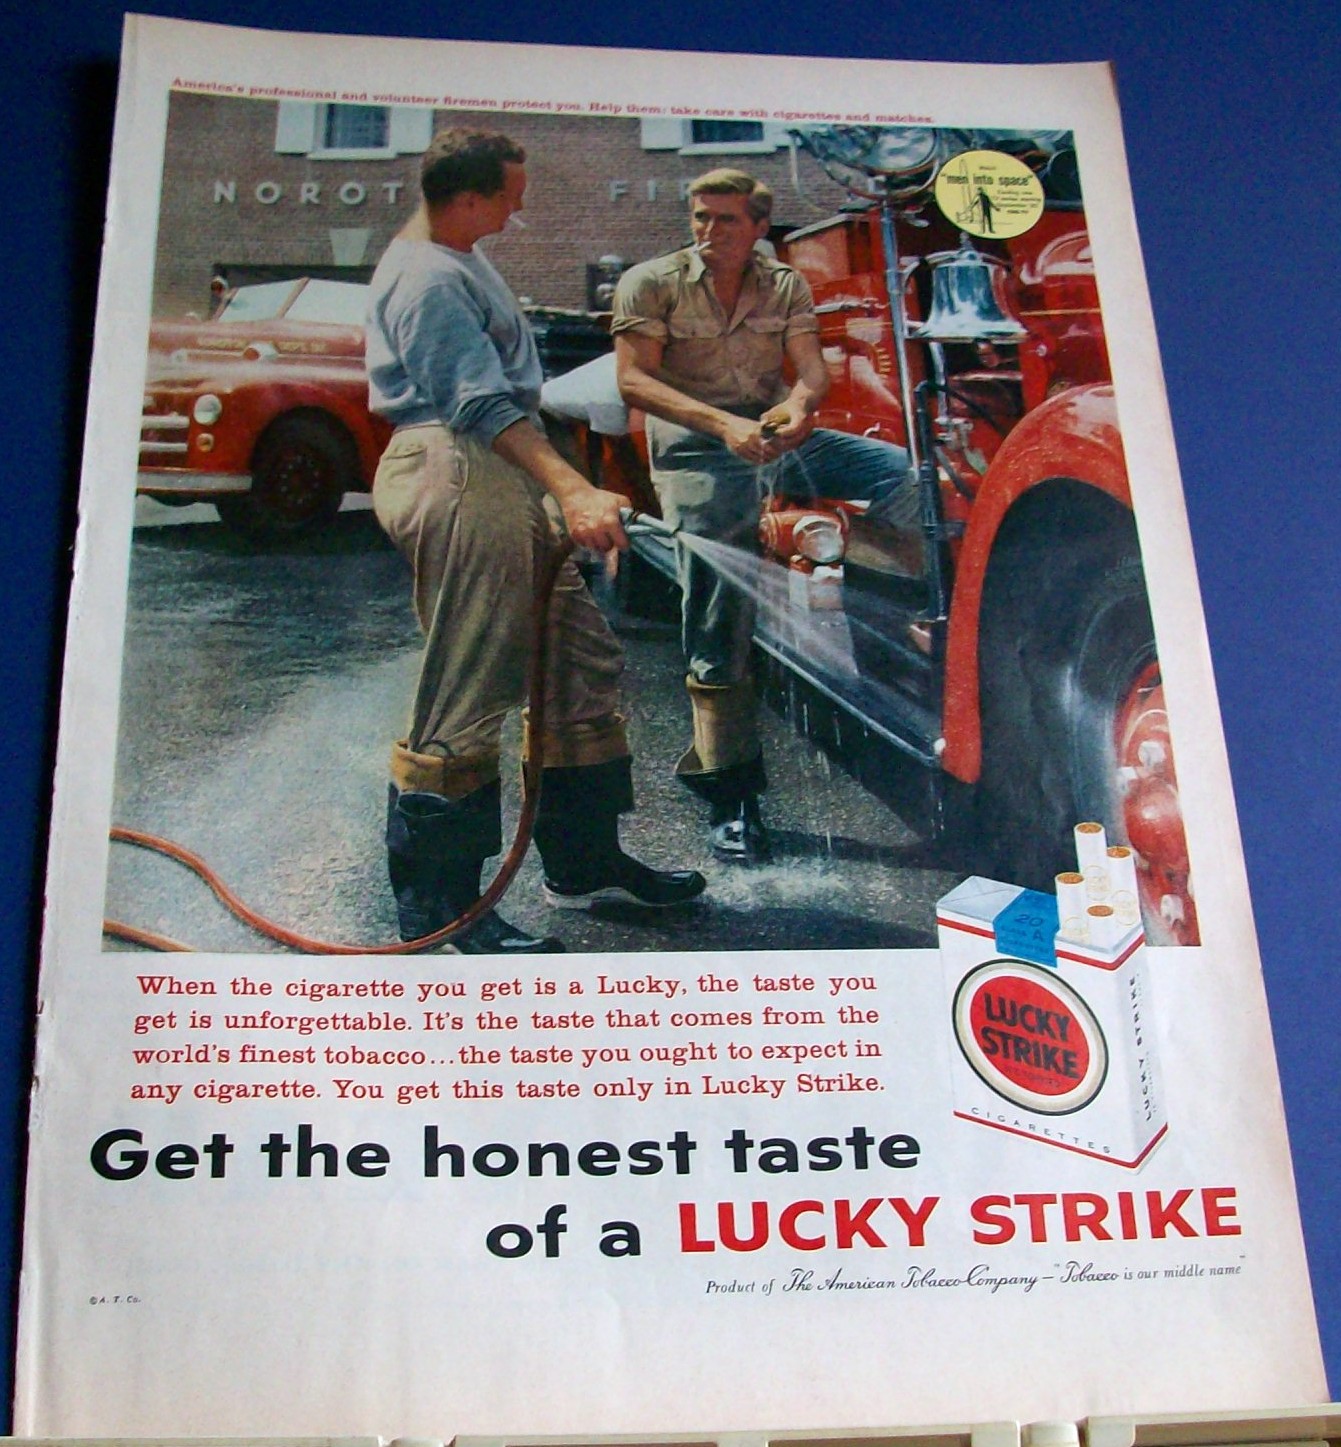 America's professional and volunteer firemen protect you. Help them: take care with cigarettes and matches.
NOROT
FI
"men into space"
When the cigarette you get is a Lucky, the taste you
get is unforgettable. It's the taste that comes from the
world's finest tobacco...the taste you ought to expect in
any cigarette. You get this taste only in Lucky Strike.
20
LUCKY
STRIKE
CIGARETTES
LUCKY STRIKE
Get the honest taste
of a LUCKY STRIKE
Product of The American Tobacco Company — "Tobacco is our middle name"
© A. T. Co.